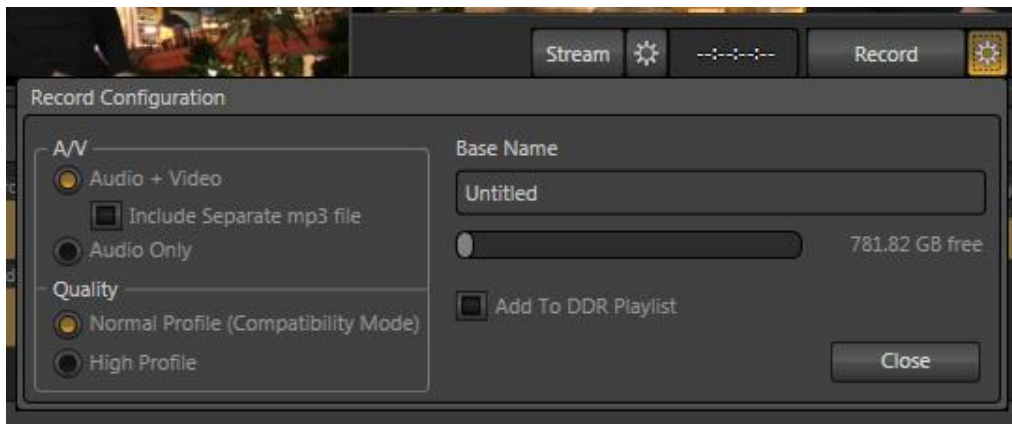 Stream
--:--:--:--
Record
Record Configuration
A/V
Audio + Video
Include Separate mp3 file
Audio Only
Quality
Normal Profile (Compatibility Mode)
High Profile
Base Name
Untitled
781.82 GB free
Add To DDR Playlist
Close